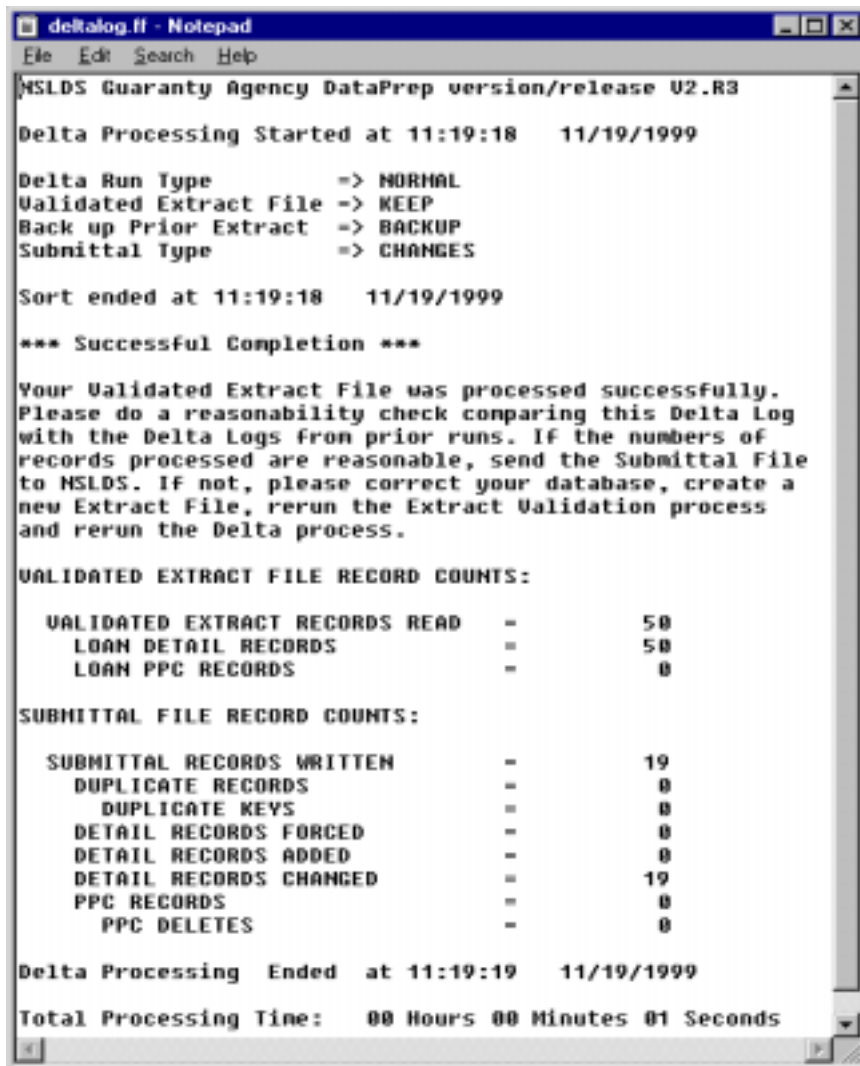 deltalog.ff - Notepad
File Edit Search Help
NSLDS Guaranty Agency DataPrep version/release V2.R3
Delta Processing Started at 11:19:18 11/19/1999
Delta Run Type => NORMAL
Validated Extract File => KEEP
Back up Prior Extract => BACKUP
Submittal Type => CHANGES
Sort ended at 11:19:18 11/19/1999
*** Successful Completion ***
Your Validated Extract File was processed successfully.
Please do a reasonability check comparing this Delta Log
with the Delta Logs from prior runs. If the numbers of
records processed are reasonable, send the Submittal File
to NSLDS. If not, please correct your database, create a
new Extract File, rerun the Extract Validation process
and rerun the Delta process.
VALIDATED EXTRACT FILE RECORD COUNTS:
VALIDATED EXTRACT RECORDS READ = 50
LOAN DETAIL RECORDS = 50
LOAN PPC RECORDS = 0
SUBMITTAL FILE RECORD COUNTS:
SUBMITTAL RECORDS WRITTEN = 19
DUPLICATE RECORDS = 0
DUPLICATE KEYS = 0
DETAIL RECORDS FORCED = 0
DETAIL RECORDS ADDED = 0
DETAIL RECORDS CHANGED = 19
PPC RECORDS = 0
PPC DELETES = 0
Delta Processing Ended at 11:19:19 11/19/1999
Total Processing Time: 00 Hours 00 Minutes 01 Seconds